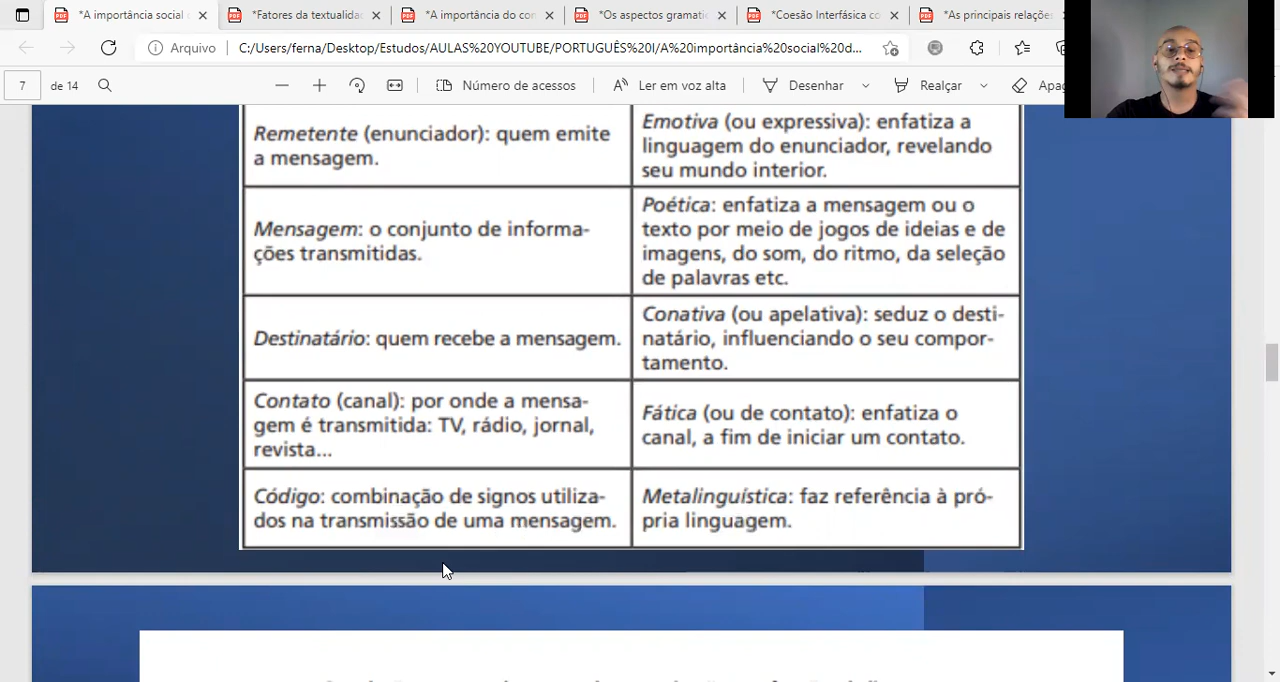 *A importância social
*Fatores da textualida
*A importância do con
*Os aspectos gramati
*Coesão Interfásica co
*As principais relaçõe
Arquivo
C:/Users/ferna/Desktop/Estudos/AULAS%20YOUTUBE/PORTUGUÊS%20I/A%20importância%20social%20d...
7 de 14
Número de acessos
Ler em voz alta
Desenhar
Realçar
Apag
Remetente (enunciador): quem emite
a mensagem.
Emotiva (ou expressiva): enfatiza a
linguagem do enunciador, revelando
seu mundo interior.
Mensagem: o conjunto de informa-
ções transmitidas.
Poética: enfatiza a mensagem ou o
texto por meio de jogos de ideias e de
imagens, do som, do ritmo, da seleção
de palavras etc.
Destinatário: quem recebe a mensagem.
Conativa (ou apelativa): seduz o desti-
natário, influenciando o seu compor-
tamento.
Contato (canal): por onde a mensa-
gem é transmitida: TV, rádio, jornal,
revista...
Fática (ou de contato): enfatiza o
canal, a fim de iniciar um contato.
Código: combinação de signos utiliza-
dos na transmissão de uma mensagem.
Metalinguística: faz referência à pró-
pria linguagem.